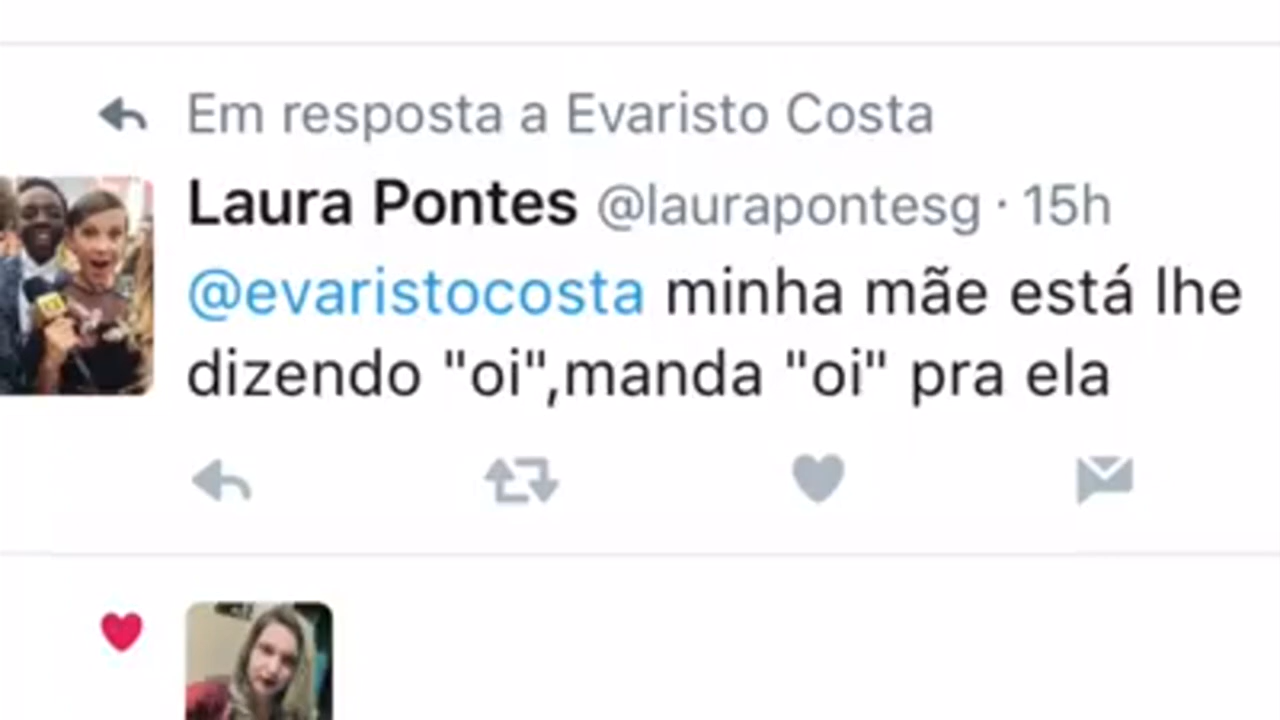 Em resposta a Evaristo Costa
Laura Pontes @laurapontesg · 15h
@evaristocosta minha mãe está lhe
dizendo "oi",manda "oi" pra ela